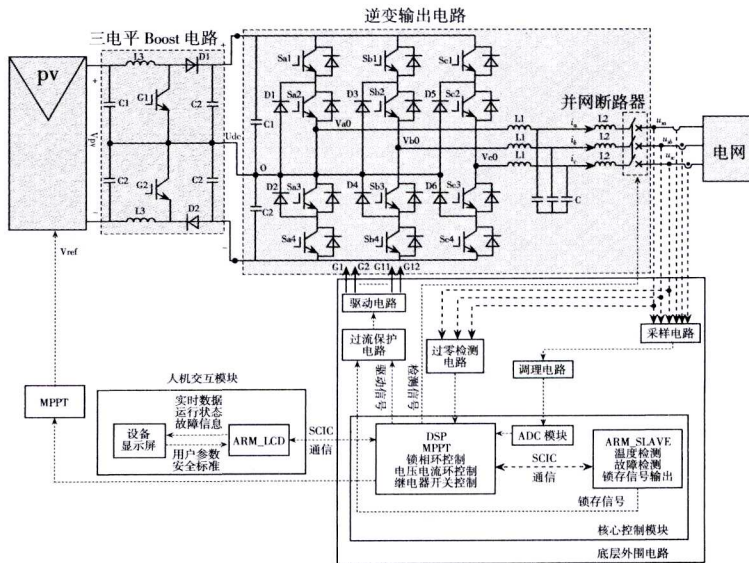 逆变输出电路
三电平 Boost 电路
pv
L3
D1
C1
G1
C2
Vpv
Udc
C2
G2
C2
L3
D2
+
−
Vref
C1
O
C2
Sa1
Sb1
Sc1
D1
Sa2
D3
Sb2
D5
Sc2
Va0
Vb0
Vc0
D2
Sa3
D4
Sb3
D6
Sc3
Sa4
Sb4
Sc4
L1
L1
L1
L2
L2
L2
C
并网断路器
电网
G1
G2
G11
G12
驱动电路
过流保护
电路
驱动信号
检测信号
过零检测
电路
采样电路
调理电路
MPPT
人机交互模块
实时数据
运行状态
故障信息
设备
显示屏
ARM_LCD
用户参数
安全标准
SCIC
通信
DSP
MPPT
锁相环控制
电压电流环控制
继电器开关控制
ADC 模块
SCIC
通信
ARM_SLAVE
温度检测
故障检测
锁存信号输出
锁存信号
核心控制模块
底层外围电路